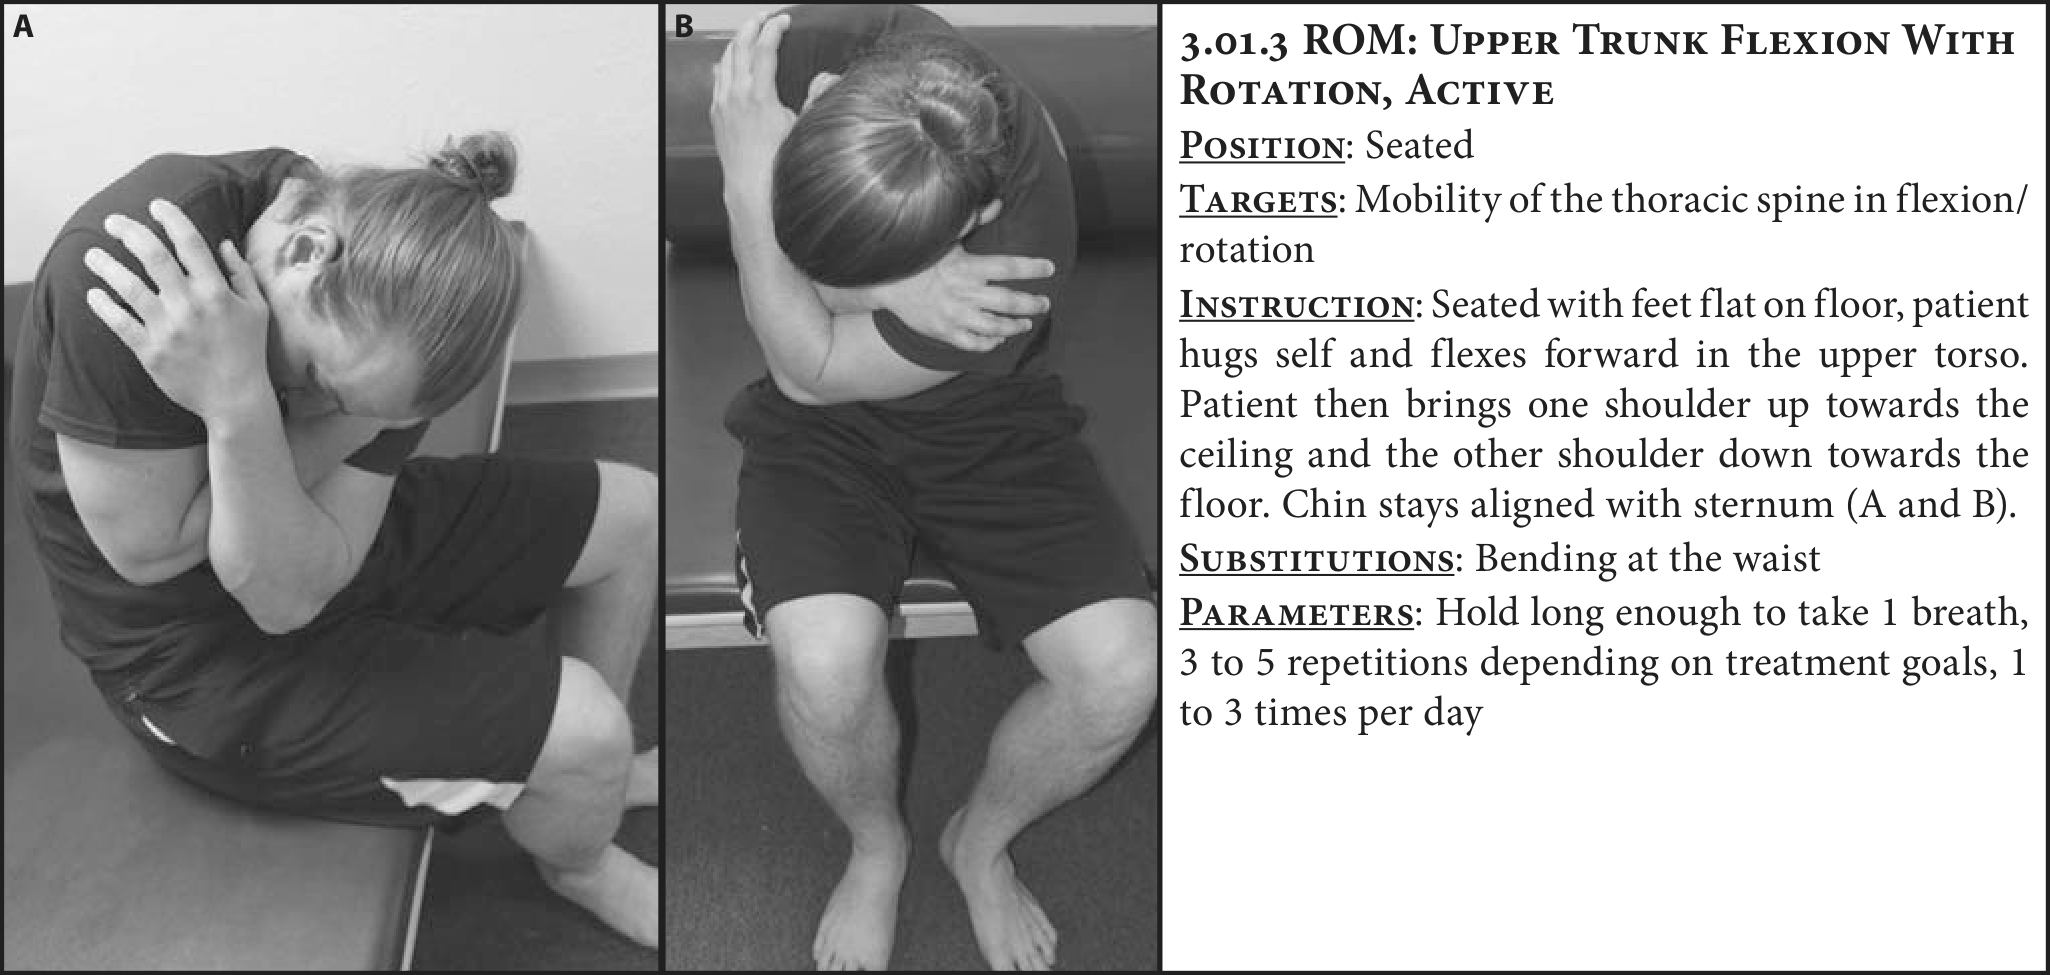 A
B
3.01.3 ROM: Upper Trunk Flexion With
Rotation, Active
Position: Seated
Targets: Mobility of the thoracic spine in flexion/
rotation
Instruction: Seated with feet flat on floor, patient
hugs self and flexes forward in the upper torso.
Patient then brings one shoulder up towards the
ceiling and the other shoulder down towards the
floor. Chin stays aligned with sternum (A and B).
Substitutions: Bending at the waist
Parameters: Hold long enough to take 1 breath,
3 to 5 repetitions depending on treatment goals, 1
to 3 times per day